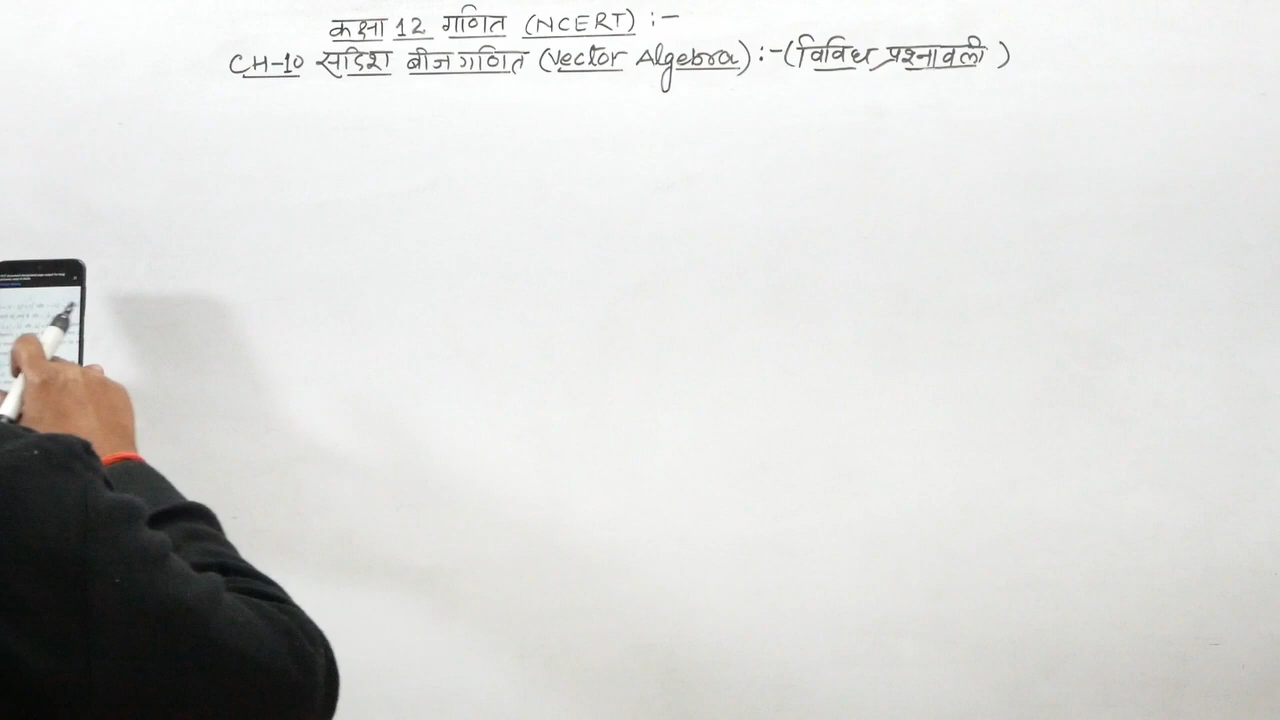 कक्षा 12 गणित (NCERT) :-
CH-10 सदिश बीजगणित (Vector Algebra) :- (विविध प्रश्नावली )